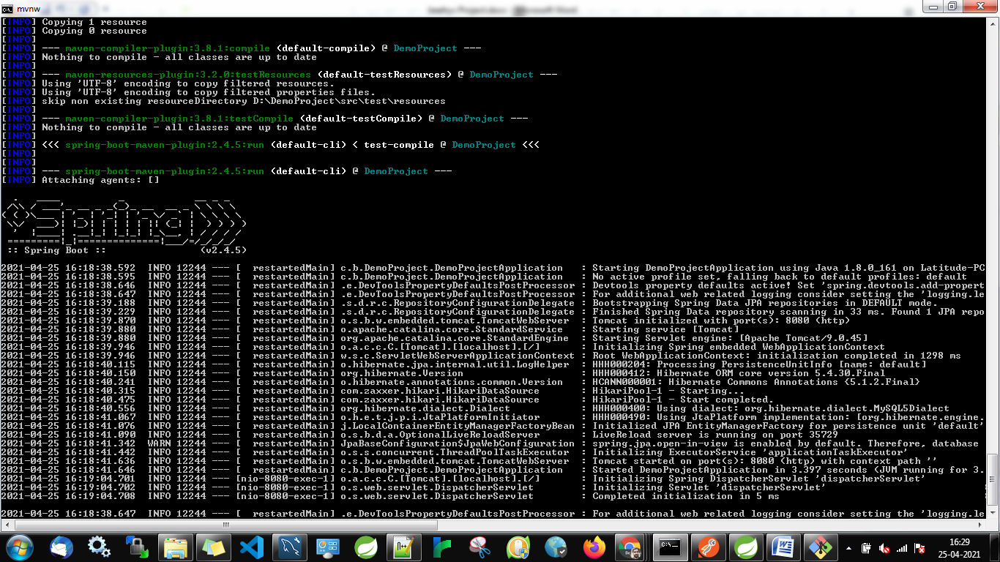 mvnw
[INFO] Copying 1 resource
[INFO] Copying 0 resource
[INFO]
[INFO] --- maven-compiler-plugin:3.8.1:compile (default-compile) @ DemoProject ---
[INFO] Nothing to compile - all classes are up to date
[INFO]
[INFO] --- maven-resources-plugin:3.2.0:testResources (default-testResources) @ DemoProject ---
[INFO] Using 'UTF-8' encoding to copy filtered resources.
[INFO] Using 'UTF-8' encoding to copy filtered properties files.
[INFO] skip non existing resourceDirectory D:\DemoProject\src\test\resources
[INFO]
[INFO] --- maven-compiler-plugin:3.8.1:testCompile (default-testCompile) @ DemoProject ---
[INFO] Nothing to compile - all classes are up to date
[INFO]
[INFO] <<< spring-boot-maven-plugin:2.4.5:run (default-cli) < test-compile @ DemoProject <<<
[INFO]
[INFO]
[INFO] --- spring-boot-maven-plugin:2.4.5:run (default-cli) @ DemoProject ---
[INFO] Attaching agents: []
Spring
:: Spring Boot :: (v2.4.5)
2021-04-25 16:18:38.592 INFO 12244 --- [ restartedMain] c.b.DemoProject.DemoProjectApplication : Starting DemoProjectApplication using Java 1.8.0_161 on Latitude-PC
2021-04-25 16:18:38.595 INFO 12244 --- [ restartedMain] c.b.DemoProject.DemoProjectApplication : No active profile set, falling back to default profiles: default
2021-04-25 16:18:38.646 INFO 12244 --- [ restartedMain] .e.DevToolsPropertyDefaultsPostProcessor : Devtools property defaults active! Set 'spring.devtools.add-propert
2021-04-25 16:18:38.647 INFO 12244 --- [ restartedMain] .e.DevToolsPropertyDefaultsPostProcessor : For additional web related logging consider setting the 'logging.le
2021-04-25 16:18:39.188 INFO 12244 --- [ restartedMain] .s.d.r.c.RepositoryConfigurationDelegate : Bootstrapping Spring Data JPA repositories in DEFAULT mode.
2021-04-25 16:18:39.229 INFO 12244 --- [ restartedMain] .s.d.r.c.RepositoryConfigurationDelegate : Finished Spring Data repository scanning in 33 ms. Found 1 JPA repo
2021-04-25 16:18:39.870 INFO 12244 --- [ restartedMain] o.s.b.w.embedded.tomcat.TomcatWebServer : Tomcat initialized with port(s): 8080 (http)
2021-04-25 16:18:39.880 INFO 12244 --- [ restartedMain] o.apache.catalina.core.StandardService : Starting service [Tomcat]
2021-04-25 16:18:39.880 INFO 12244 --- [ restartedMain] org.apache.catalina.core.StandardEngine : Starting Servlet engine: [Apache Tomcat/9.0.45]
2021-04-25 16:18:39.946 INFO 12244 --- [ restartedMain] o.a.c.c.C.[Tomcat].[localhost].[/] : Initializing Spring embedded WebApplicationContext
2021-04-25 16:18:39.946 INFO 12244 --- [ restartedMain] w.s.c.ServletWebServerApplicationContext : Root WebApplicationContext: initialization completed in 1298 ms
2021-04-25 16:18:40.115 INFO 12244 --- [ restartedMain] o.hibernate.jpa.internal.util.LogHelper : HHH000204: Processing PersistenceUnitInfo [name: default]
2021-04-25 16:18:40.150 INFO 12244 --- [ restartedMain] org.hibernate.Version : HHH000412: Hibernate ORM core version 5.4.30.Final
2021-04-25 16:18:40.241 INFO 12244 --- [ restartedMain] o.hibernate.annotations.common.Version : HCANN000001: Hibernate Commons Annotations {5.1.2.Final}
2021-04-25 16:18:40.315 INFO 12244 --- [ restartedMain] com.zaxxer.hikari.HikariDataSource : HikariPool-1 - Starting...
2021-04-25 16:18:40.475 INFO 12244 --- [ restartedMain] com.zaxxer.hikari.HikariDataSource : HikariPool-1 - Start completed.
2021-04-25 16:18:40.556 INFO 12244 --- [ restartedMain] org.hibernate.dialect.Dialect : HHH000400: Using dialect: org.hibernate.dialect.MySQL5Dialect
2021-04-25 16:18:41.067 INFO 12244 --- [ restartedMain] o.h.e.t.j.p.i.JtaPlatformInitiator : HHH000490: Using JtaPlatform implementation: [org.hibernate.engine.
2021-04-25 16:18:41.076 INFO 12244 --- [ restartedMain] j.LocalContainerEntityManagerFactoryBean : Initialized JPA EntityManagerFactory for persistence unit 'default'
2021-04-25 16:18:41.090 INFO 12244 --- [ restartedMain] o.s.b.d.a.OptionalLiveReloadServer : LiveReload server is running on port 35729
2021-04-25 16:18:41.342 WARN 12244 --- [ restartedMain] JpaBaseConfiguration$JpaWebConfiguration : spring.jpa.open-in-view is enabled by default. Therefore, database
2021-04-25 16:18:41.442 INFO 12244 --- [ restartedMain] o.s.s.concurrent.ThreadPoolTaskExecutor : Initializing ExecutorService 'applicationTaskExecutor'
2021-04-25 16:18:41.636 INFO 12244 --- [ restartedMain] o.s.b.w.embedded.tomcat.TomcatWebServer : Tomcat started on port(s): 8080 (http) with context path ''
2021-04-25 16:18:41.646 INFO 12244 --- [ restartedMain] c.b.DemoProject.DemoProjectApplication : Started DemoProjectApplication in 3.397 seconds (JVM running for 3.
2021-04-25 16:19:04.701 INFO 12244 --- [nio-8080-exec-1] o.a.c.c.C.[Tomcat].[localhost].[/] : Initializing Spring DispatcherServlet 'dispatcherServlet'
2021-04-25 16:19:04.702 INFO 12244 --- [nio-8080-exec-1] o.s.web.servlet.DispatcherServlet : Initializing Servlet 'dispatcherServlet'
2021-04-25 16:19:04.708 INFO 12244 --- [nio-8080-exec-1] o.s.web.servlet.DispatcherServlet : Completed initialization in 5 ms
2021-04-25 16:18:38.647 INFO 12244 --- [ restartedMain] .e.DevToolsPropertyDefaultsPostProcessor : For additional web related logging consider setting the 'logging.le
16:29
25-04-2021